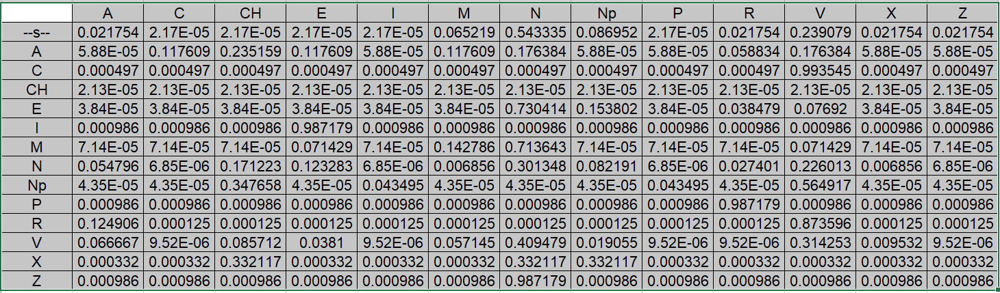 A C CH E I M N Np P R V X Z
--s-- 0.021754 2.17E-05 2.17E-05 2.17E-05 2.17E-05 0.065219 0.543335 0.086952 2.17E-05 0.021754 0.239079 0.021754 0.021754
A 5.88E-05 0.117609 0.235159 0.117609 5.88E-05 0.117609 0.176384 5.88E-05 5.88E-05 0.058834 0.176384 5.88E-05 5.88E-05
C 0.000497 0.000497 0.000497 0.000497 0.000497 0.000497 0.000497 0.000497 0.000497 0.000497 0.993545 0.000497 0.000497
CH 2.13E-05 2.13E-05 2.13E-05 2.13E-05 2.13E-05 2.13E-05 2.13E-05 2.13E-05 2.13E-05 2.13E-05 2.13E-05 2.13E-05 2.13E-05
E 3.84E-05 3.84E-05 3.84E-05 3.84E-05 3.84E-05 3.84E-05 0.730414 0.153802 3.84E-05 0.038479 0.07692 3.84E-05 3.84E-05
I 0.000986 0.000986 0.000986 0.987179 0.000986 0.000986 0.000986 0.000986 0.000986 0.000986 0.000986 0.000986 0.000986
M 7.14E-05 7.14E-05 7.14E-05 0.071429 7.14E-05 0.142786 0.713643 7.14E-05 7.14E-05 7.14E-05 0.071429 7.14E-05 7.14E-05
N 0.054796 6.85E-06 0.171223 0.123283 6.85E-06 0.006856 0.301348 0.082191 6.85E-06 0.027401 0.226013 0.006856 6.85E-06
Np 4.35E-05 4.35E-05 0.347658 4.35E-05 0.043495 4.35E-05 4.35E-05 4.35E-05 0.043495 4.35E-05 0.564917 4.35E-05 4.35E-05
P 0.000986 0.000986 0.000986 0.000986 0.000986 0.000986 0.000986 0.000986 0.000986 0.987179 0.000986 0.000986 0.000986
R 0.124906 0.000125 0.000125 0.000125 0.000125 0.000125 0.000125 0.000125 0.000125 0.000125 0.873596 0.000125 0.000125
V 0.066667 9.52E-06 0.085712 0.0381 9.52E-06 0.057145 0.409479 0.019055 9.52E-06 9.52E-06 0.314253 0.009532 9.52E-06
X 0.000332 0.000332 0.332117 0.000332 0.000332 0.000332 0.332117 0.332117 0.000332 0.000332 0.000332 0.000332 0.000332
Z 0.000986 0.000986 0.000986 0.000986 0.000986 0.000986 0.987179 0.000986 0.000986 0.000986 0.000986 0.000986 0.000986